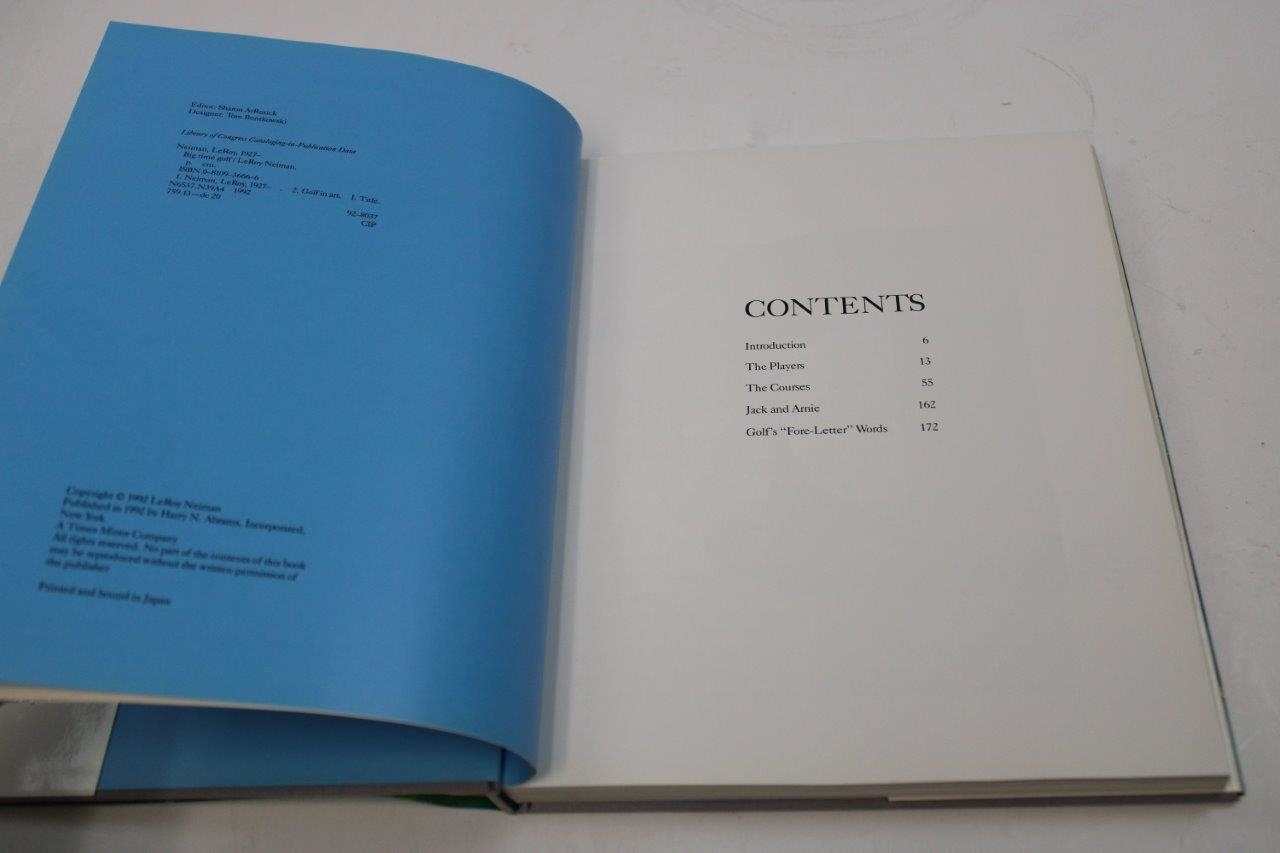 Editor: Sharon AvRutick
Designer: Tom Bentkowski
Library of Congress Cataloging-in-Publication Data
Neiman, LeRoy, 1927–
Big time golf / LeRoy Neiman.
p. cm.
ISBN 0–8109–3666–6
1. Neiman, LeRoy, 1927– . 2. Golf in art. I. Title.
N6537.N39A4 1992
759.13—dc 20
92–8037
CIP
Copyright © 1992 LeRoy Neiman
Published in 1992 by Harry N. Abrams, Incorporated,
New York
A Times Mirror Company
All rights reserved. No part of the contents of this book
may be reproduced without the written permission of
the publisher
Printed and bound in Japan
CONTENTS
Introduction 6
The Players 13
The Courses 55
Jack and Arnie 162
Golf's "Fore-Letter" Words 172